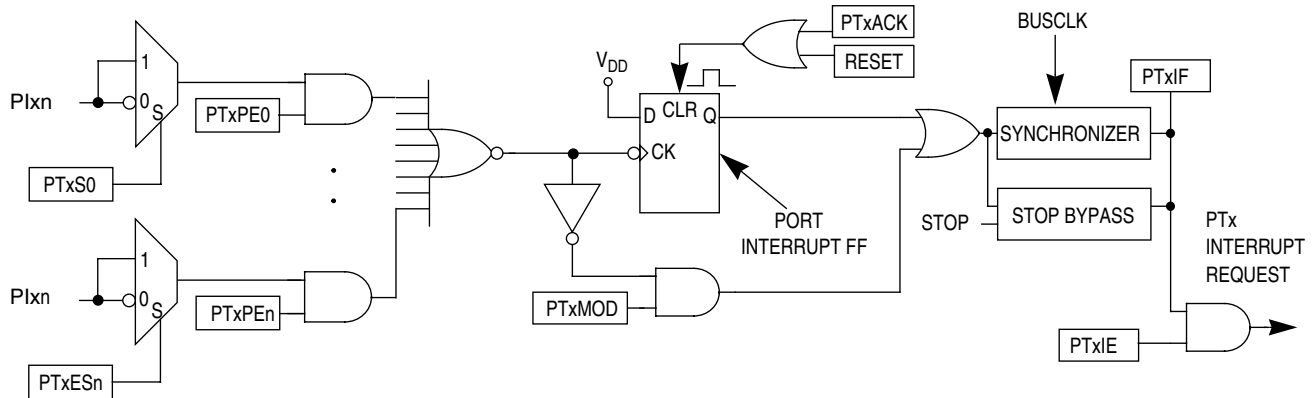 PIxn
1
0
S
PTxS0
PTxPE0
PIxn
1
0
S
PTxESn
PTxPEn
VDD
D
CLR
Q
CK
PTxACK
RESET
PORT
INTERRUPT FF
PTxMOD
BUSCLK
SYNCHRONIZER
STOP
STOP BYPASS
PTxIF
PTx
INTERRUPT
REQUEST
PTxIE